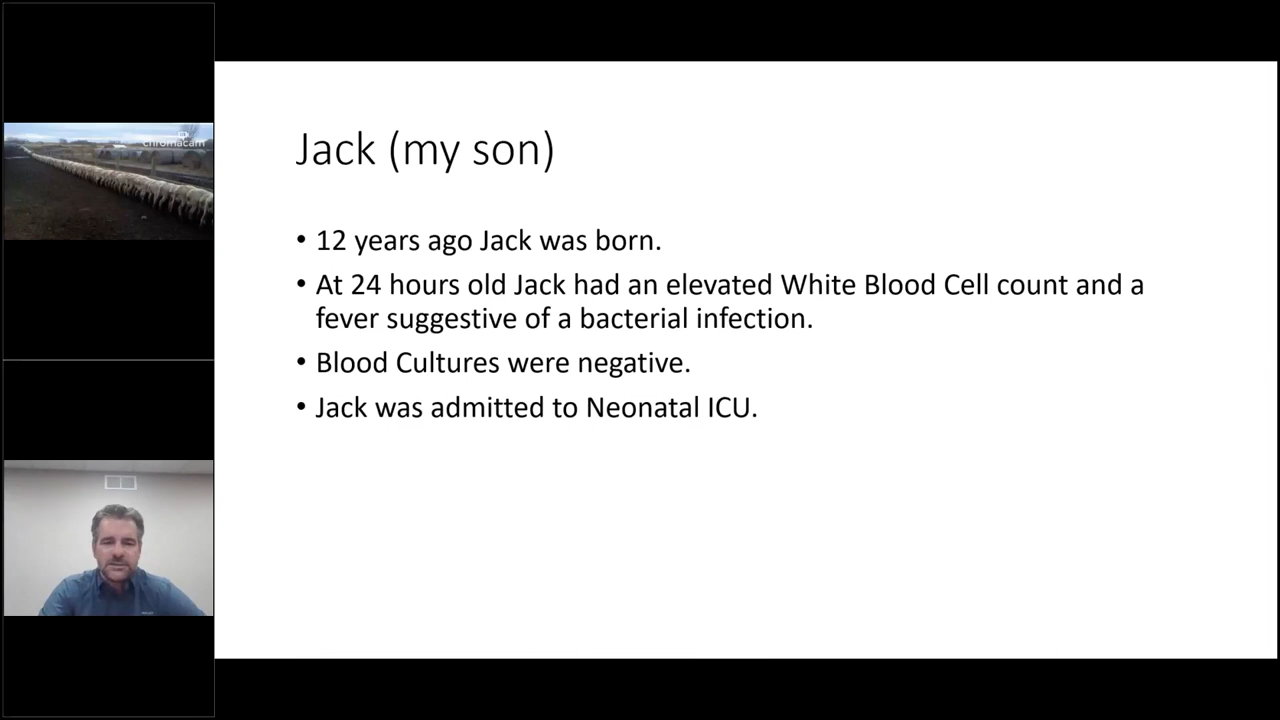 chromacam
Jack (my son)
• 12 years ago Jack was born.
• At 24 hours old Jack had an elevated White Blood Cell count and a
fever suggestive of a bacterial infection.
• Blood Cultures were negative.
• Jack was admitted to Neonatal ICU.